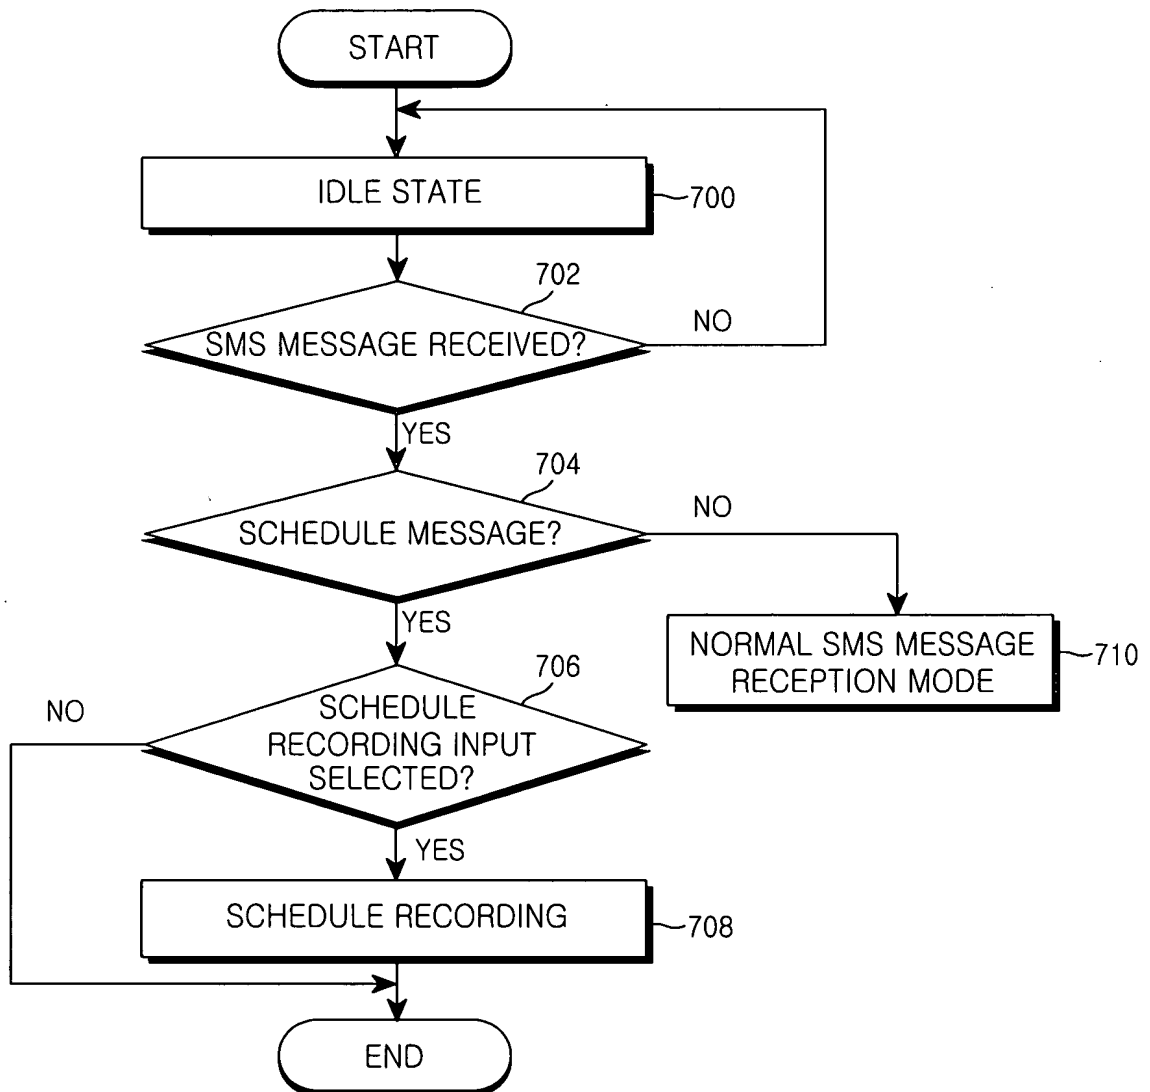 START
IDLE STATE
700
702
SMS MESSAGE RECEIVED?
NO
YES
704
SCHEDULE MESSAGE?
NO
YES
NORMAL SMS MESSAGE
RECEPTION MODE
710
706
NO
SCHEDULE
RECORDING INPUT
SELECTED?
YES
SCHEDULE RECORDING
708
END